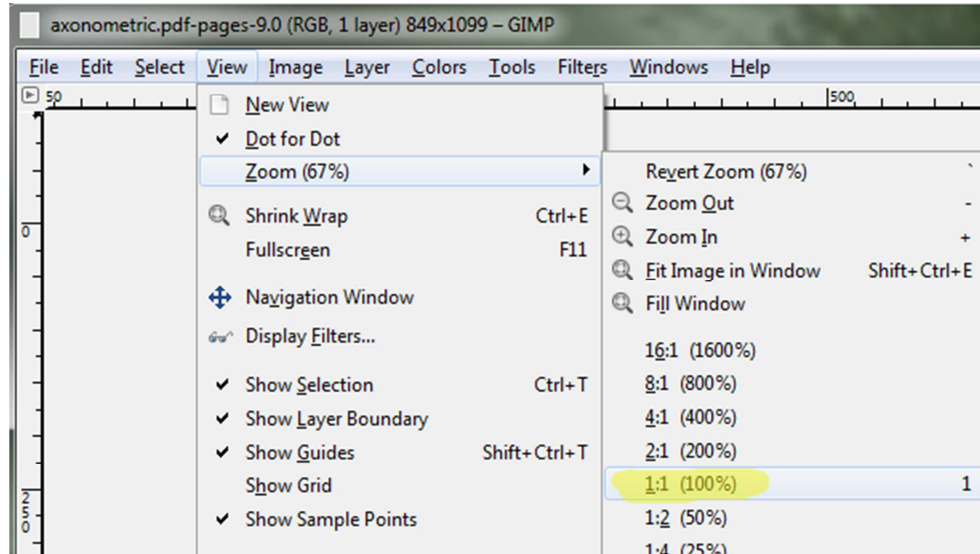 axonometric.pdf-pages-9.0 (RGB, 1 layer) 849x1099 – GIMP
File Edit Select View Image Layer Colors Tools Filters Windows Help
50
500
0
250
New View
Dot for Dot
Zoom (67%)
Shrink Wrap Ctrl+E
Fullscreen F11
Navigation Window
Display Filters...
Show Selection Ctrl+T
Show Layer Boundary
Show Guides Shift+Ctrl+T
Show Grid
Show Sample Points
Revert Zoom (67%) `
Zoom Out -
Zoom In +
Fit Image in Window Shift+Ctrl+E
Fill Window
16:1 (1600%)
8:1 (800%)
4:1 (400%)
2:1 (200%)
1:1 (100%) 1
1:2 (50%)
1:4 (25%)